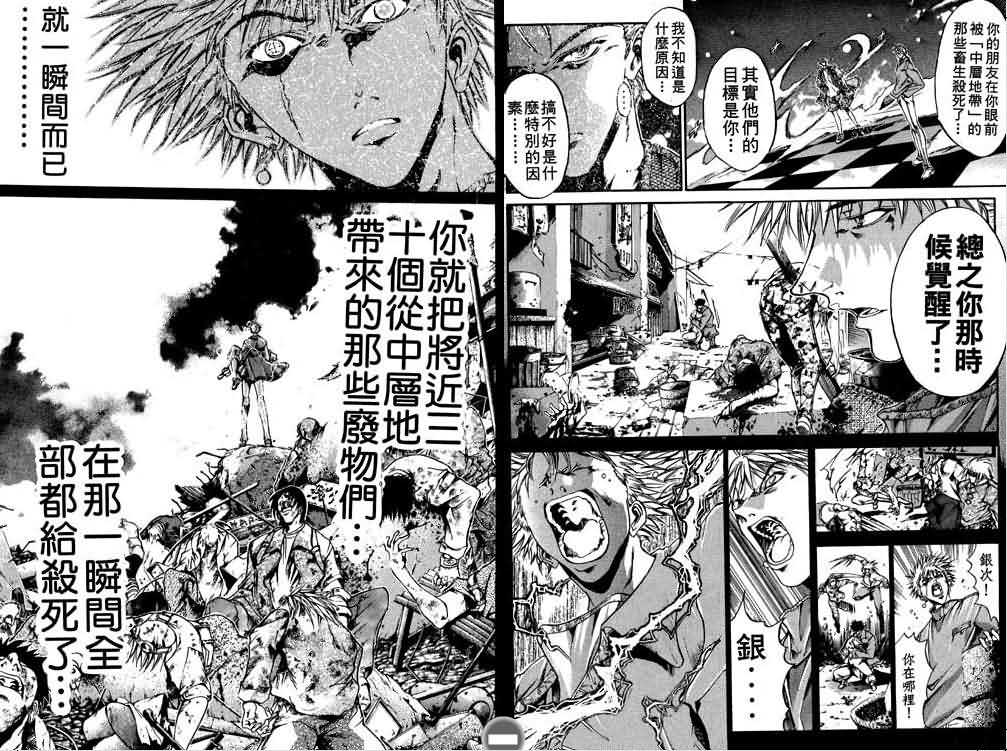 你的朋友在你眼前
被「中層地帶」的
那些畜生殺死了…
其實他們的
目標是你…
我不知道是
什麼原因…
……
搞不好是什
麼特別的因
素………
總之你那時
候覺醒了…
銀次！
你在哪裡！
銀……
就一瞬間而已
…………
你就把將近三
十個從中層地
帶來的那些廢物們…
在那一瞬間全
部都給殺死了…